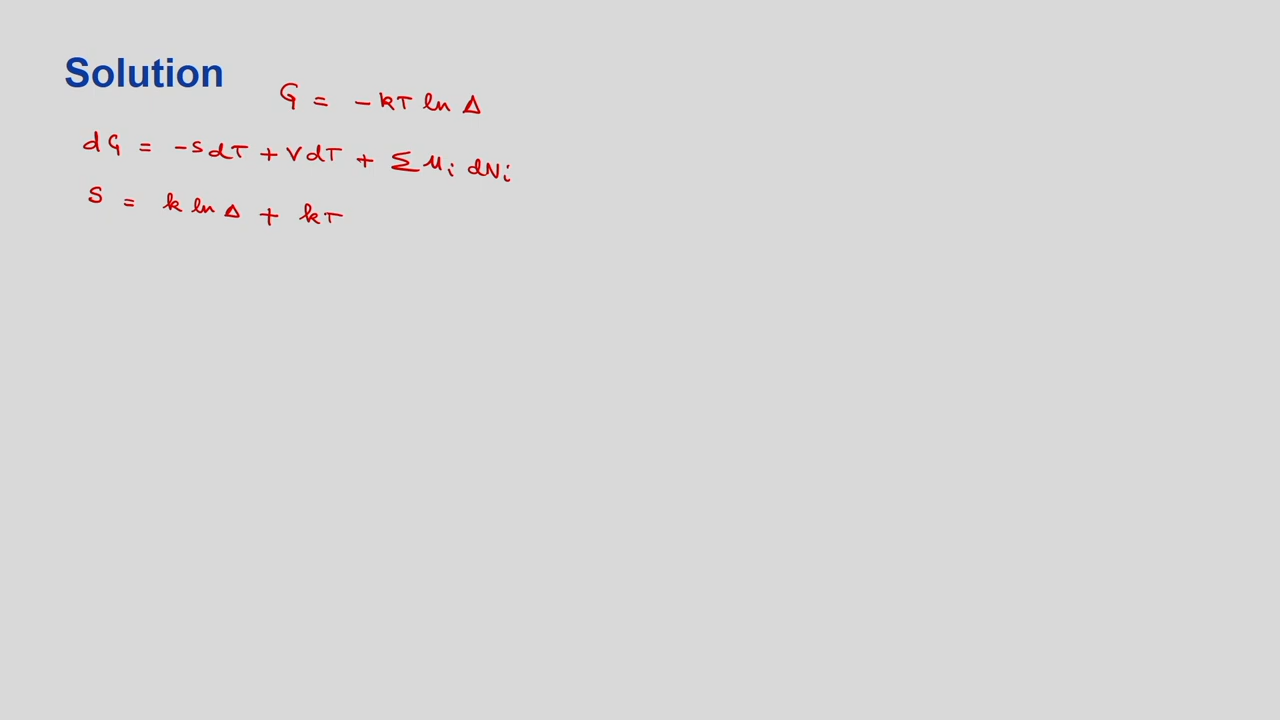 Solution
G = -kT ln Δ
dG = -SdT + VdT + Σ μi dNi
S = k ln Δ + kT